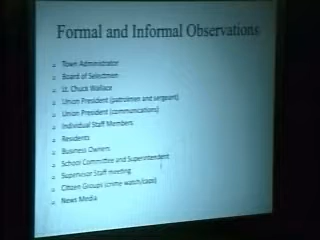 Formal and Informal Observations
Town Administrator
Board of Selectmen
Lt. Chuck Wallace
Union President (patrolmen and sergeant)
Union President (communications)
Individual Staff Members
Residents
Business Owners
School Committee and Superintendent
Supervisor Staff meeting
Citizen Groups (crime watch/caos)
News Media